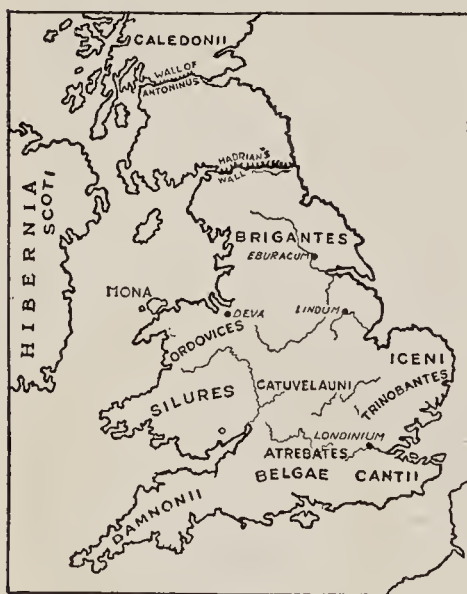 CALEDONII
WALL OF
ANTONINUS
HADRIAN'S
WALL
HIBERNIA
SCOTI
BRIGANTES
EBURACUM
MONA
DEVA
LINDUM
ORDOVICES
ICENI
CATUVELAUNI
TRINOBANTES
SILURES
LONDINIUM
ATREBATES
BELGAE
CANTII
DAMNONII